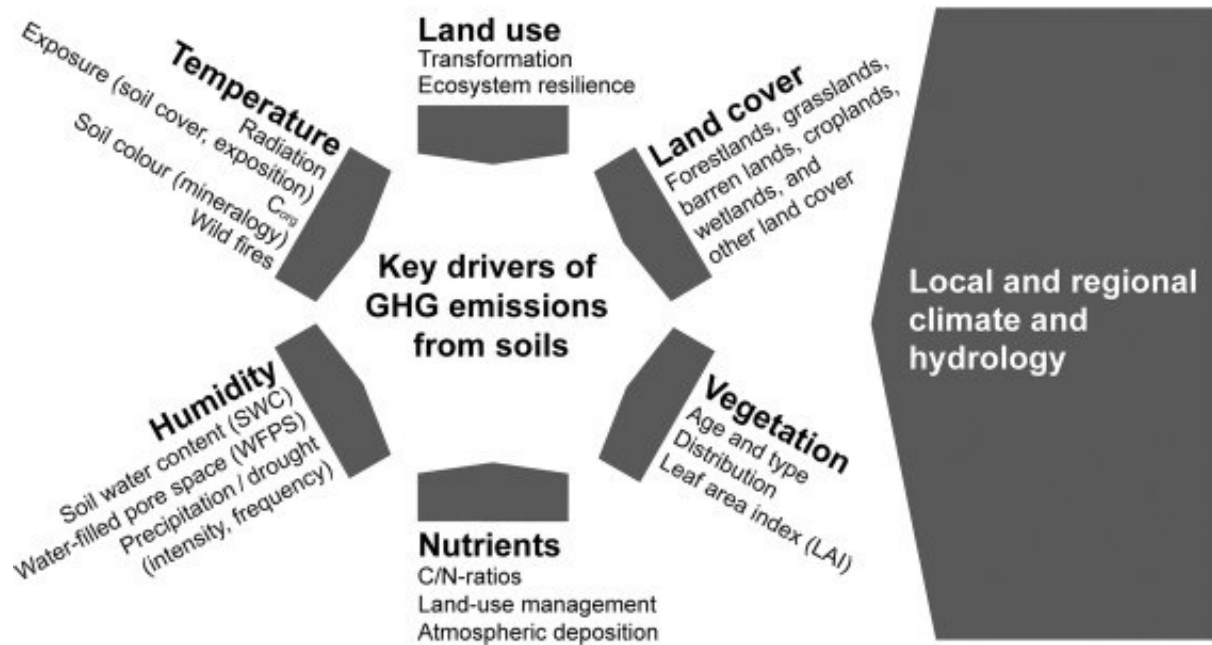 Land use
Transformation
Ecosystem resilience
Temperature
Radiation
Exposure (soil cover, exposition)
Corg
Soil colour (mineralogy)
Wild fires
Land cover
Forestlands, grasslands,
barren lands, croplands,
wetlands, and
other land cover
Key drivers of
GHG emissions
from soils
Local and regional
climate and
hydrology
Humidity
Soil water content (SWC)
Water-filled pore space (WFPS)
Precipitation / drought
(intensity, frequency)
Vegetation
Age and type
Distribution
Leaf area index (LAI)
Nutrients
C/N-ratios
Land-use management
Atmospheric deposition